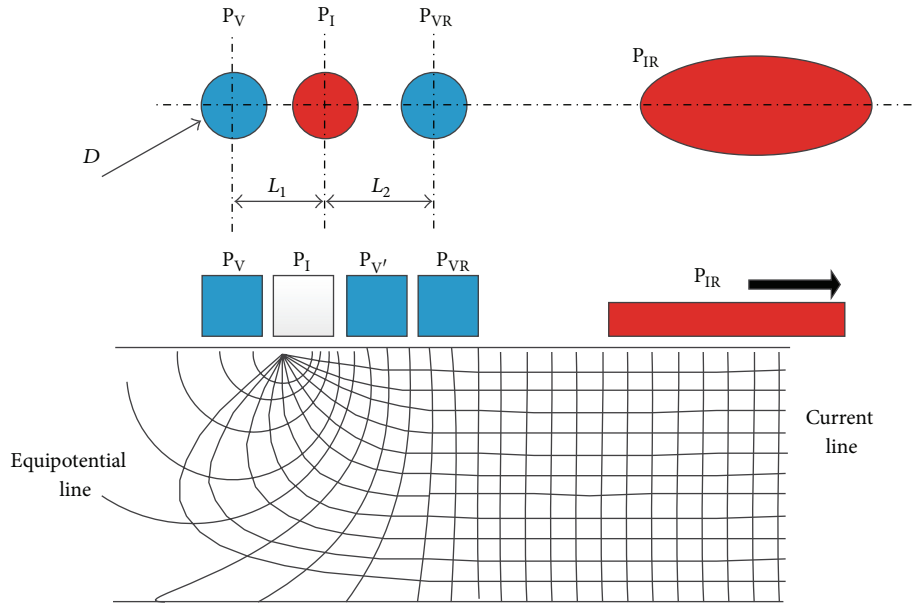 P_V P_I P_VR
P_IR
D
L_1 L_2
P_V P_I P_V' P_VR
P_IR
Equipotential
line
Current
line